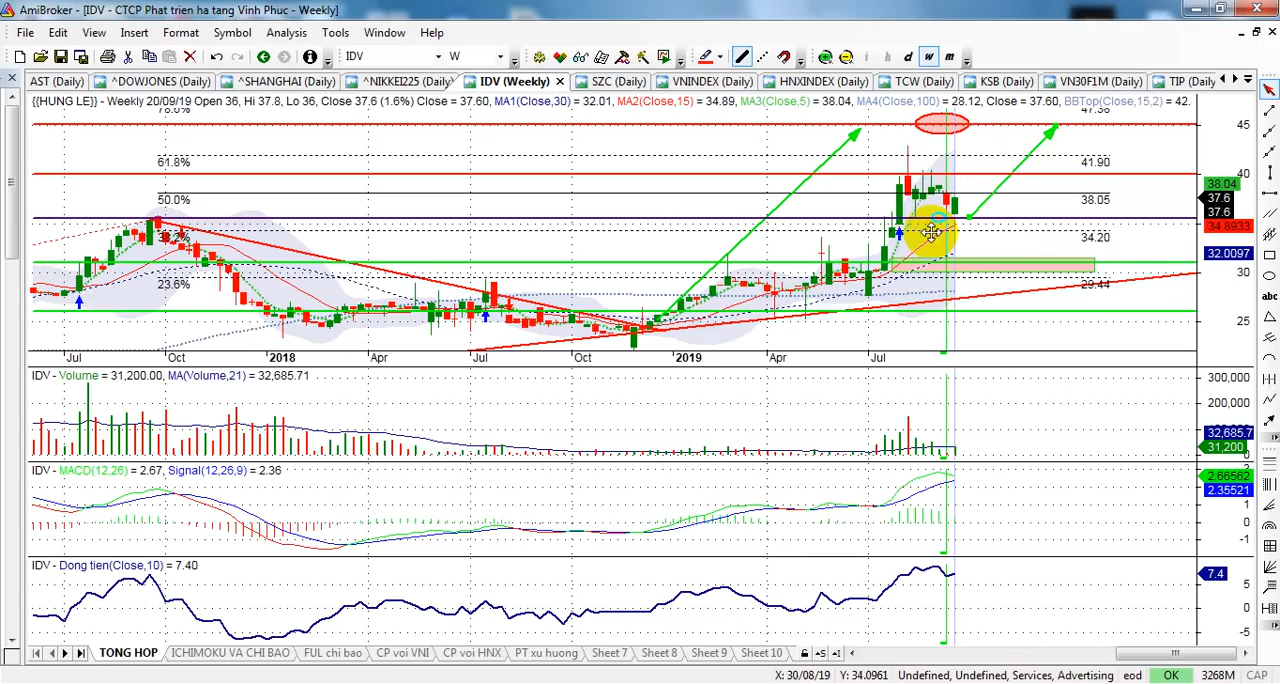 AmiBroker - [IDV - CTCP Phat trien ha tang Vinh Phuc - Weekly]
File Edit View Insert Format Symbol Analysis Tools Window Help
IDV W h d w m
AST (Daily) ^DOWJONES (Daily) ^SHANGHAI (Daily) ^NIKKEI225 (Daily) IDV (Weekly) SZC (Daily) VNINDEX (Daily) HNXINDEX (Daily) TCW (Daily) KSB (Daily) VN30F1M (Daily) TIP (Daily)
{{HUNG LE}} - Weekly 20/09/19 Open 36, Hi 37.8, Lo 36, Close 37.6 (1.6%) Close = 37.60, MA1(Close,30) = 32.01, MA2(Close,15) = 34.89, MA3(Close,5) = 38.04, MA4(Close,100) = 28.12, Close = 37.60, BBTop(Close,15,2) = 42.
45
61.8% 41.90
40
38.04
50.0% 38.05
37.6
37.6
34.8933
38.2% 34.20
32.0097
30
23.6% 29.44
25
Jul Oct 2018 Apr Jul Oct 2019 Apr Jul
IDV - Volume = 31,200.00, MA(Volume,21) = 32,685.71
300,000
200,000
32,685.7
31,200
IDV - MACD(12,26) = 2.67, Signal(12,26,9) = 2.36
2.66562
2.35521
1
0
-1
IDV - Dong tien(Close,10) = 7.40
7.4
5
0
-5
TONG HOP ICHIMOKU VA CHI BAO FUL chi bao CP voi VNI CP voi HNX PT xu huong Sheet 7 Sheet 8 Sheet 9 Sheet 10
X: 30/08/19 Y: 34.0961 Undefined, Undefined, Services, Advertising eod OK 3268M CAP
abc